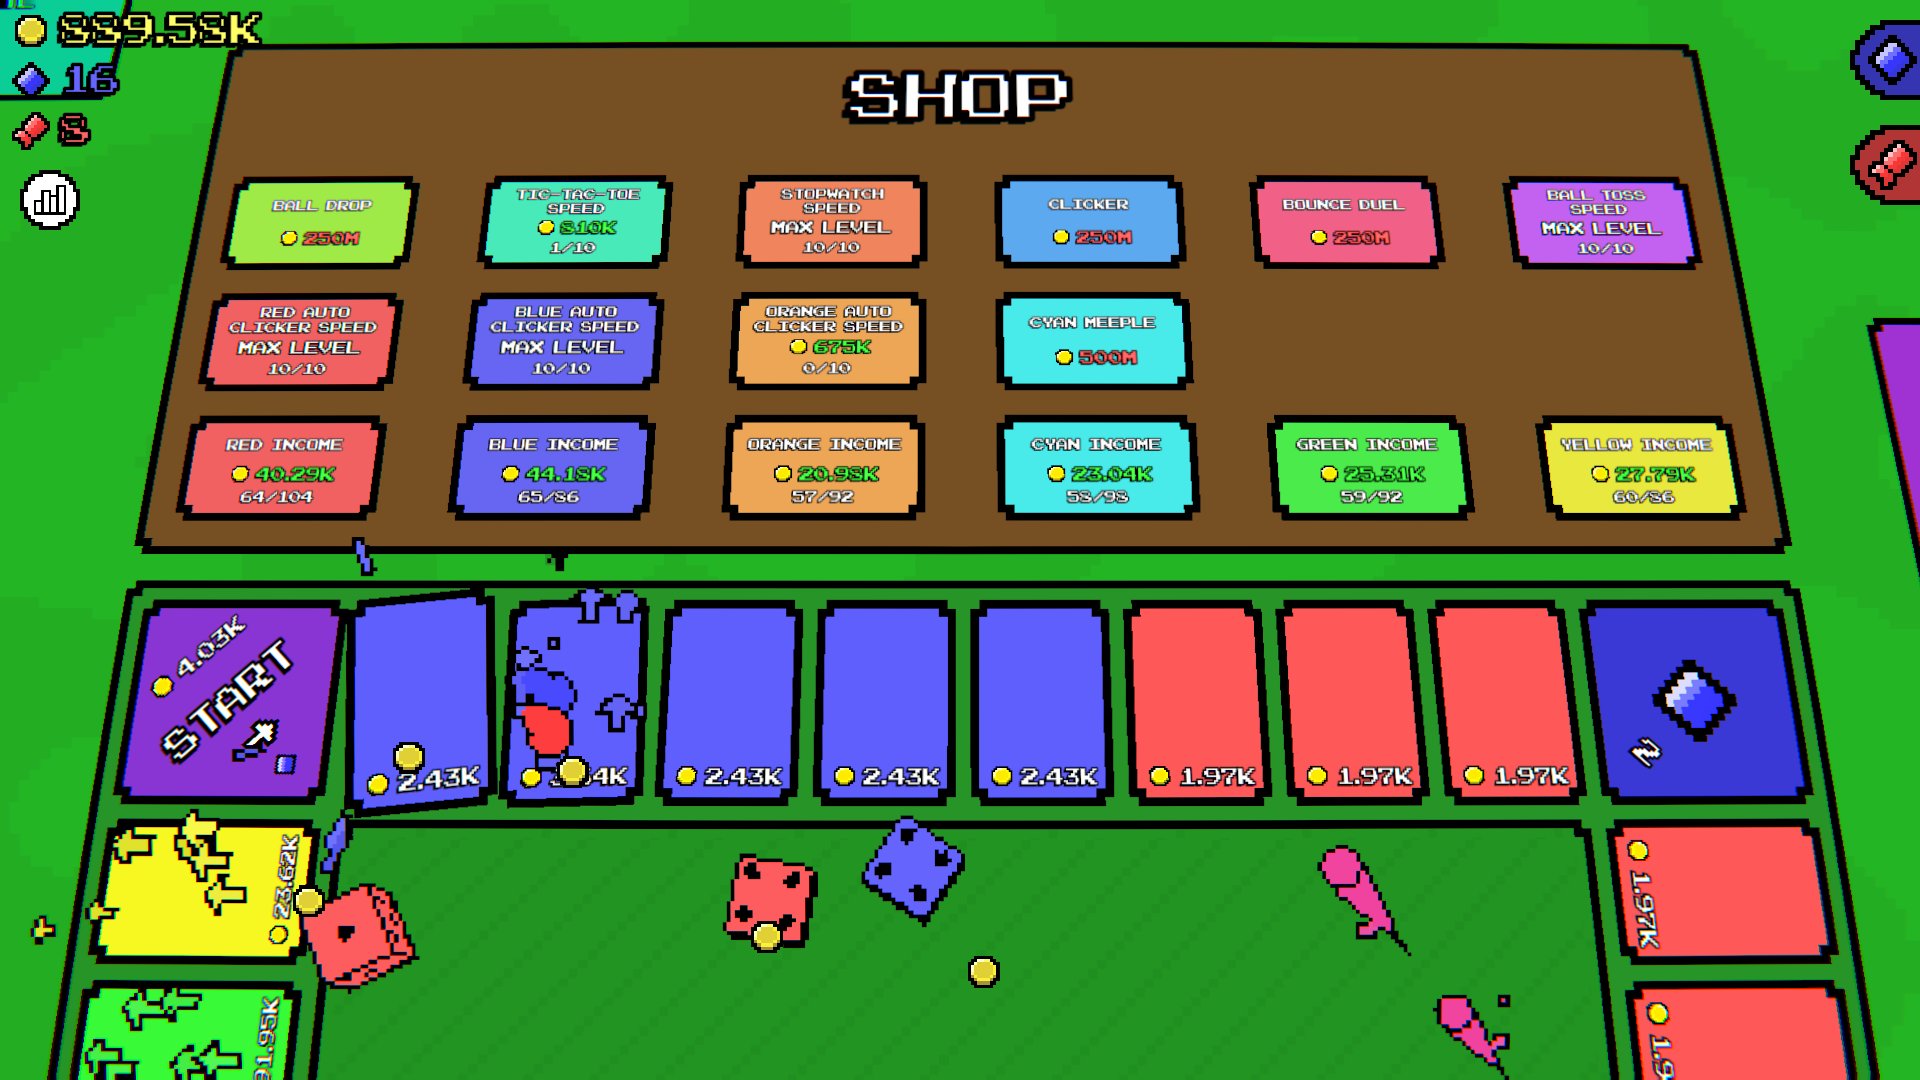 889.58K
16
8
SHOP
BALL DROP
250M
TIC-TAC-TOE
SPEED
810K
1/10
STOPWATCH
SPEED
MAX LEVEL
10/10
CLICKER
250M
BOUNCE DUEL
250M
BALL TOSS
SPEED
MAX LEVEL
10/10
RED AUTO
CLICKER SPEED
MAX LEVEL
10/10
BLUE AUTO
CLICKER SPEED
MAX LEVEL
10/10
ORANGE AUTO
CLICKER SPEED
675K
0/10
CYAN MEEPLE
500M
RED INCOME
40.29K
64/104
BLUE INCOME
44.18K
65/86
ORANGE INCOME
20.98K
57/92
CYAN INCOME
23.04K
58/98
GREEN INCOME
25.31K
59/92
YELLOW INCOME
27.79K
60/86
4.03K
START
2.43K
2.43K
2.43K
2.43K
1.97K
1.97K
1.97K
2
23.62K
1.97K